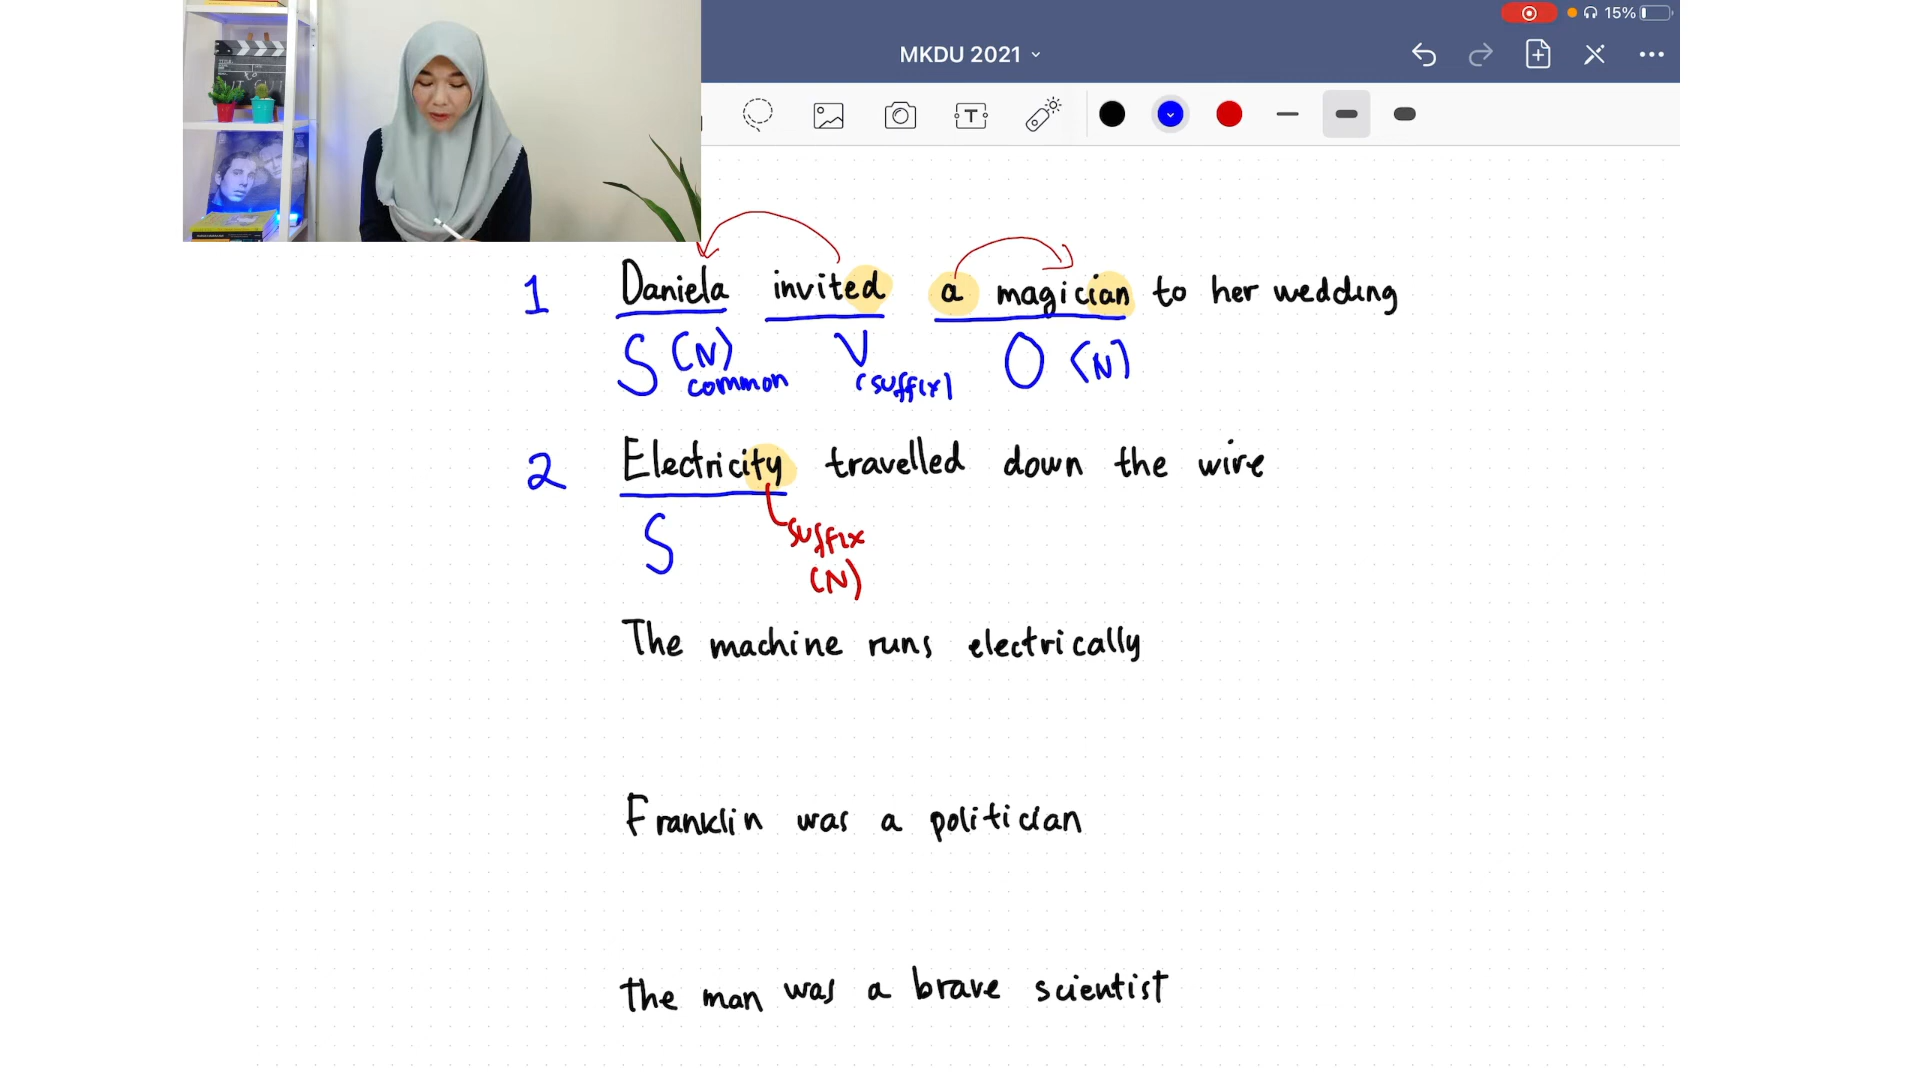 15%
MKDU 2021
T
1 Daniela invited a magician to her wedding
S (N) V O (N)
common (suffix)
2 Electricity travelled down the wire
S suffix
(N)
The machine runs electrically
Franklin was a politician
the man was a brave scientist